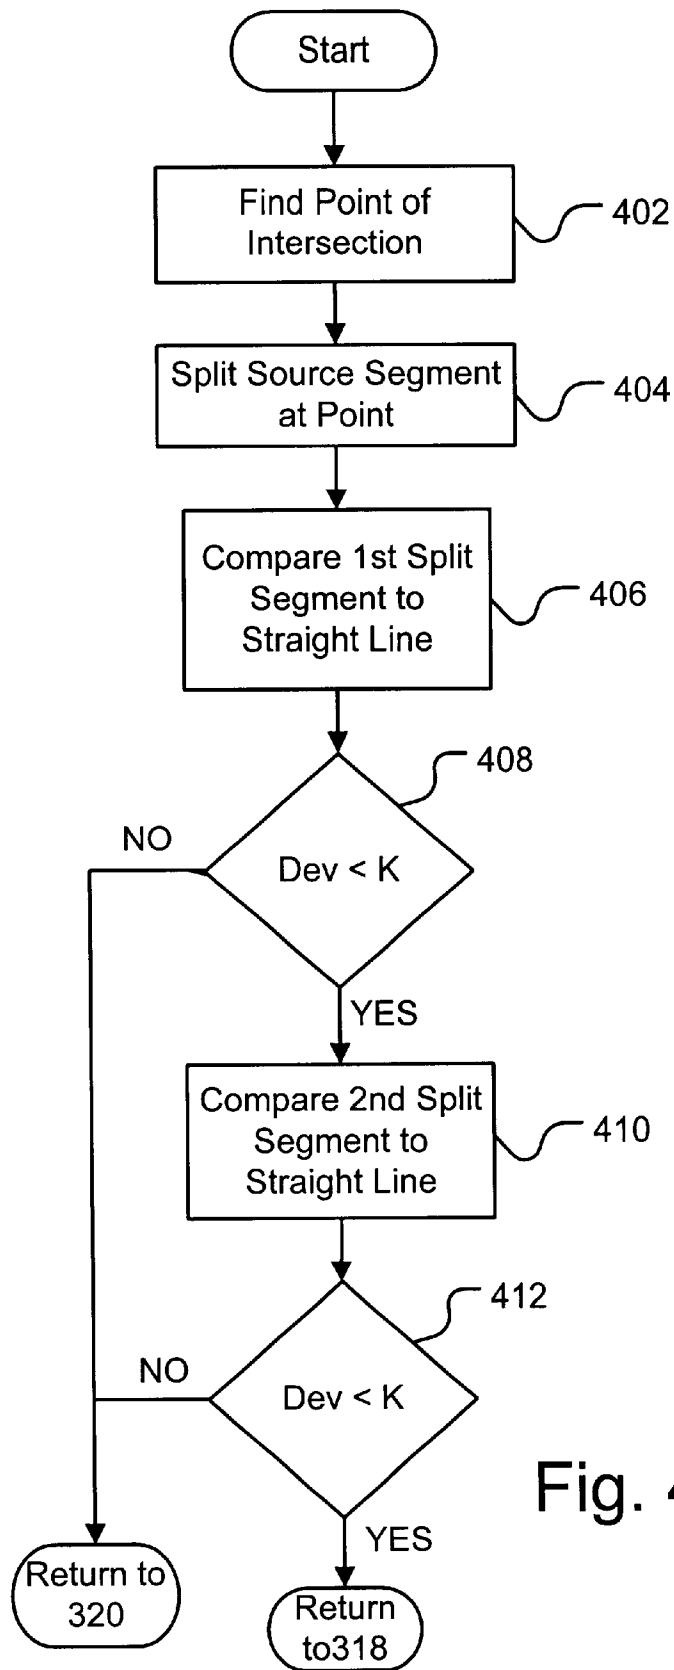 Start
Find Point of
Intersection
402
Split Source Segment
at Point
404
Compare 1st Split
Segment to
Straight Line
406
408
NO
Dev < K
YES
Compare 2nd Split
Segment to
Straight Line
410
412
NO
Dev < K
Fig. 4
YES
Return to
320
Return
to318